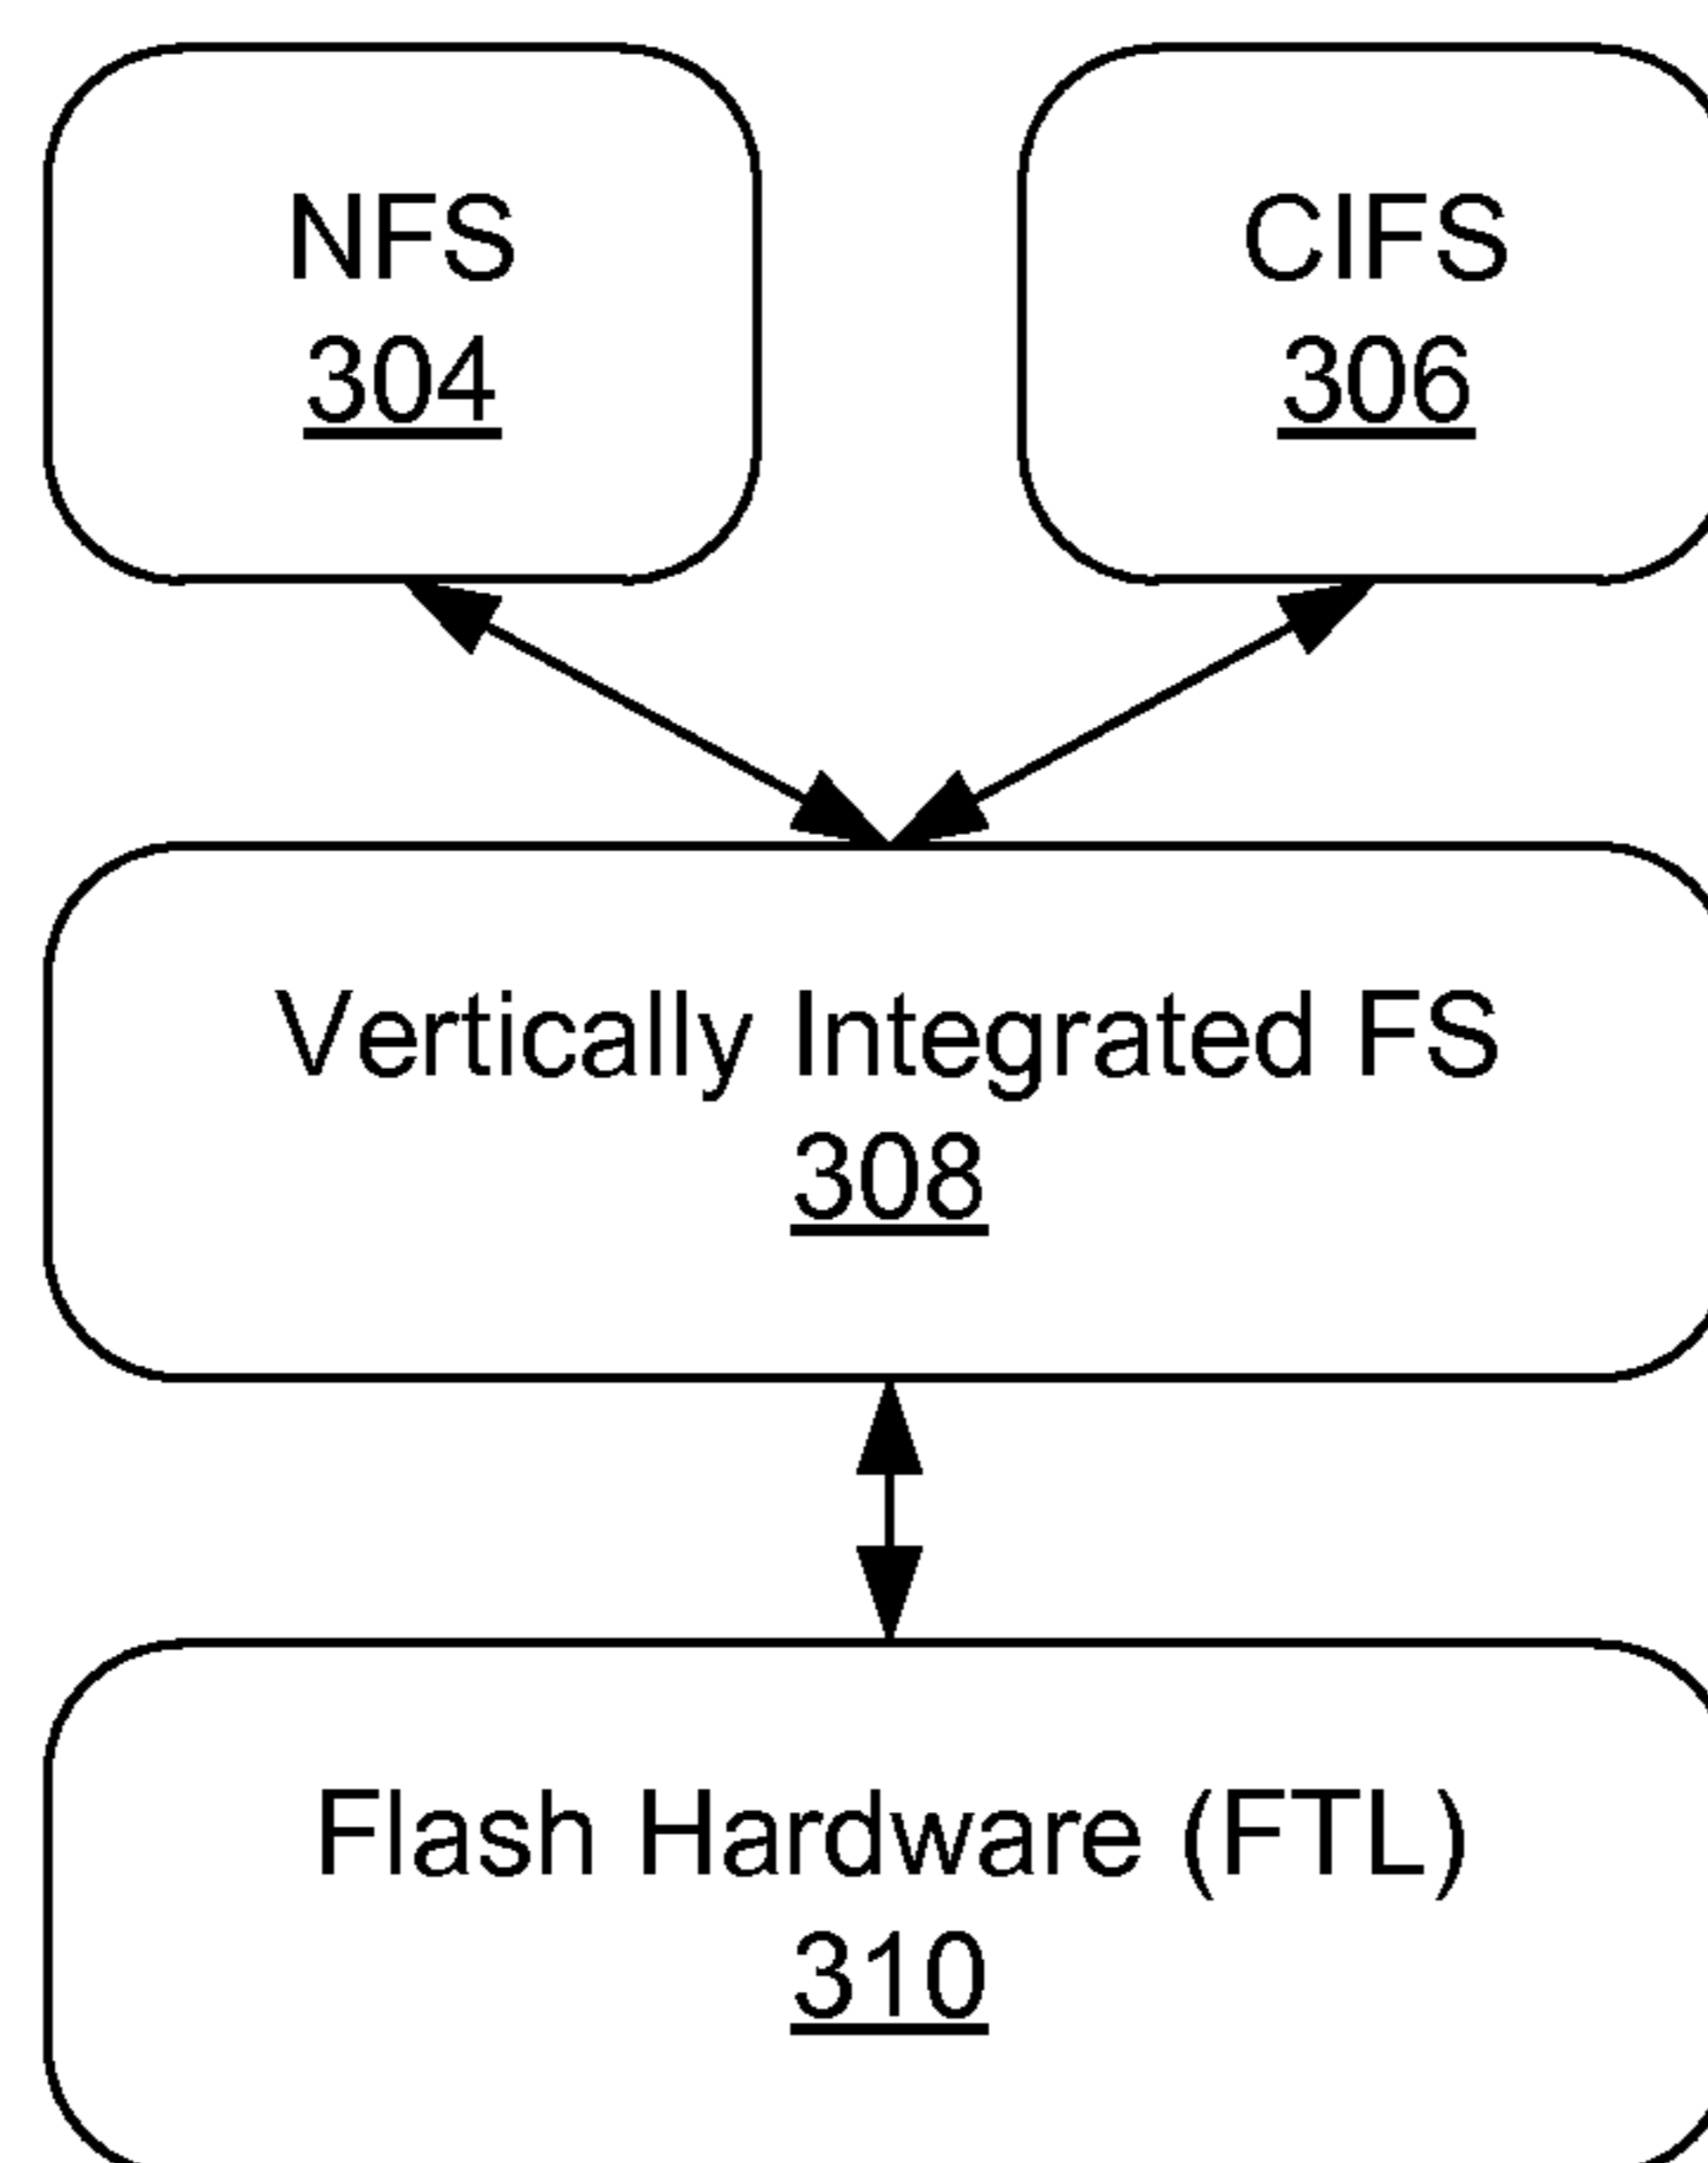 NFS
304
CIFS
306
Vertically Integrated FS
308
Flash Hardware (FTL)
310